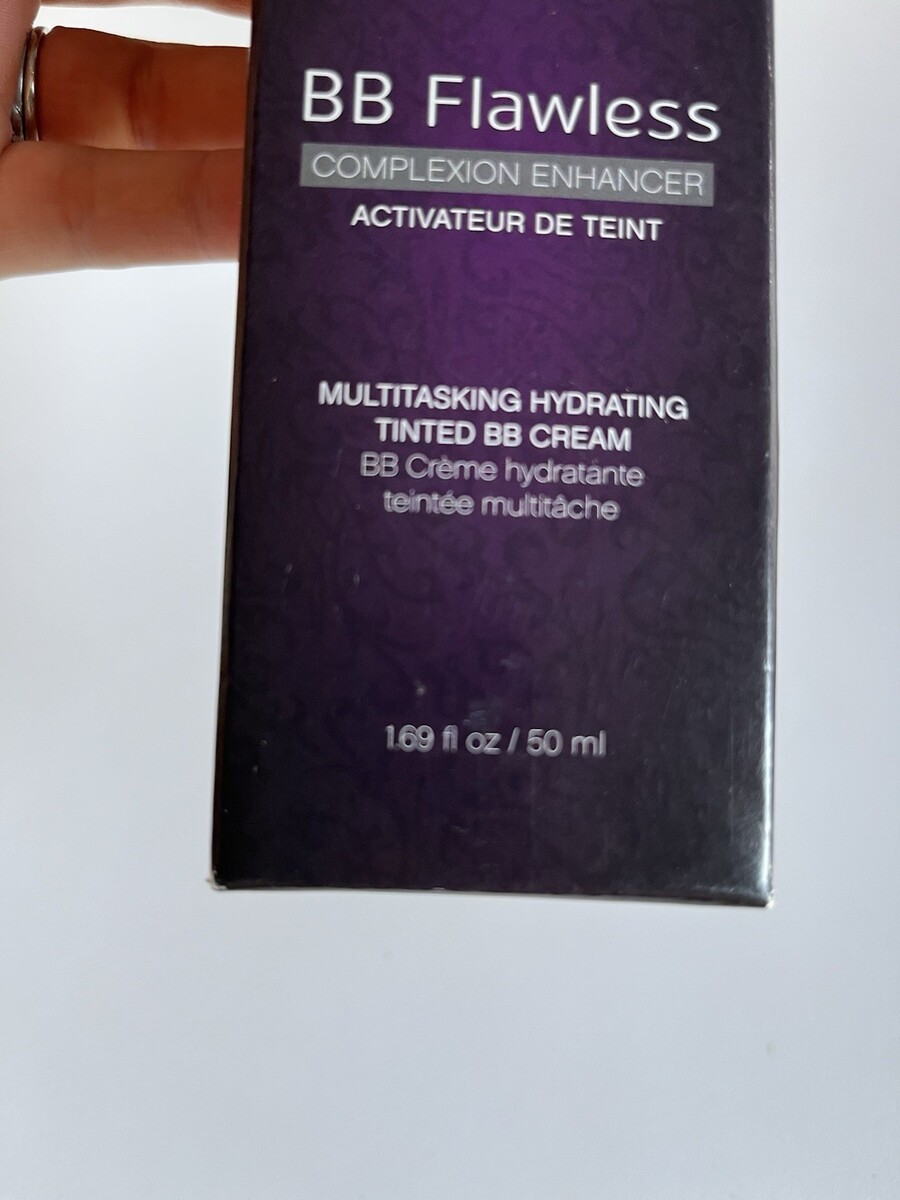 BB Flawless
COMPLEXION ENHANCER
ACTIVATEUR DE TEINT
MULTITASKING HYDRATING
TINTED BB CREAM
BB Crème hydratante
teintée multitâche
1.69 fl oz / 50 ml